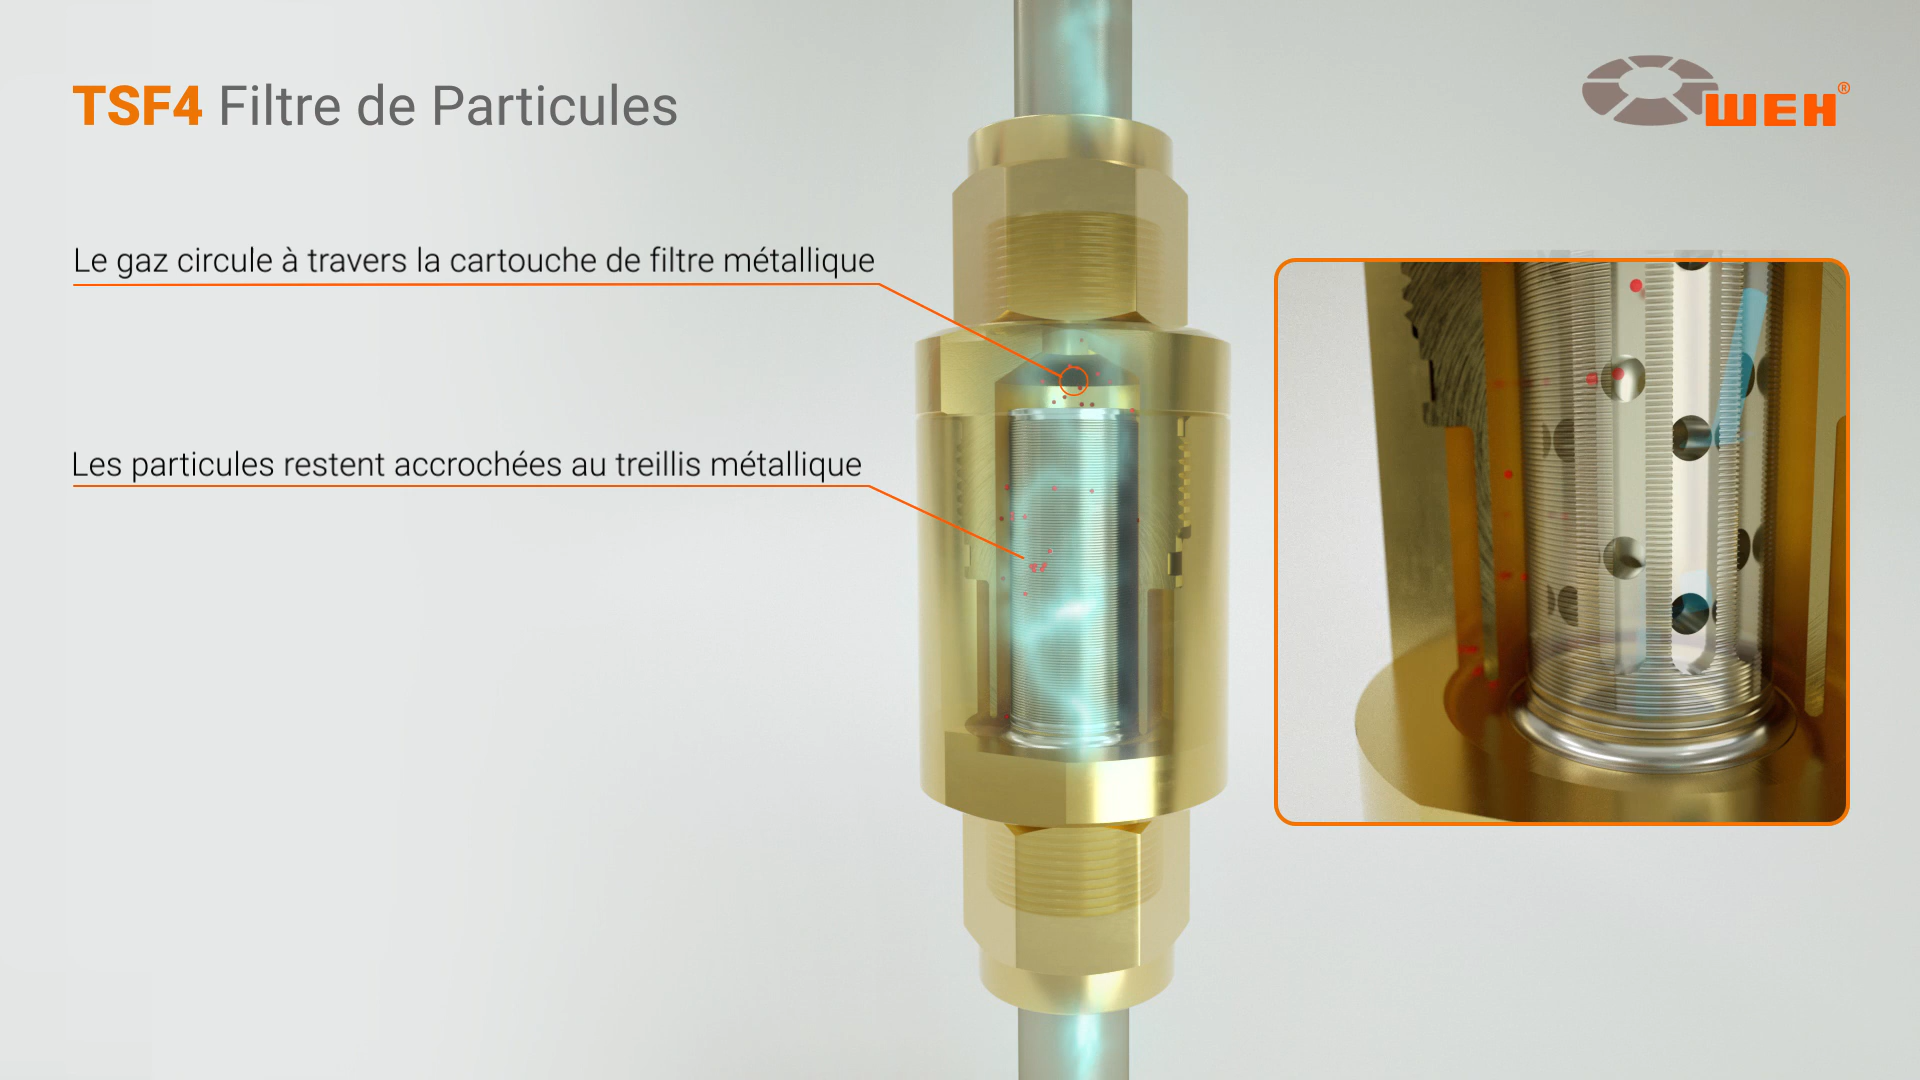 TSF4 Filtre de Particules
WEH®
Le gaz circule à travers la cartouche de filtre métallique
Les particules restent accrochées au treillis métallique